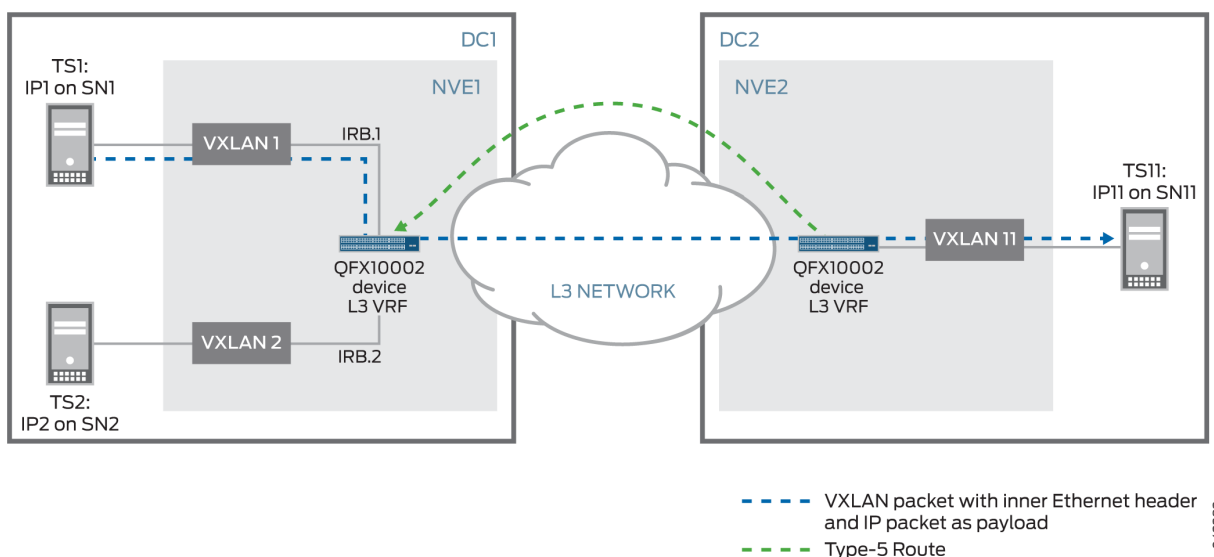 DC1
NVE1
TS1:
IP1 on SN1
VXLAN 1
IRB.1
QFX10002
device
L3 VRF
VXLAN 2
IRB.2
TS2:
IP2 on SN2
L3 NETWORK
DC2
NVE2
QFX10002
device
L3 VRF
VXLAN 11
TS11:
IP11 on SN11
VXLAN packet with inner Ethernet header
and IP packet as payload
Type-5 Route